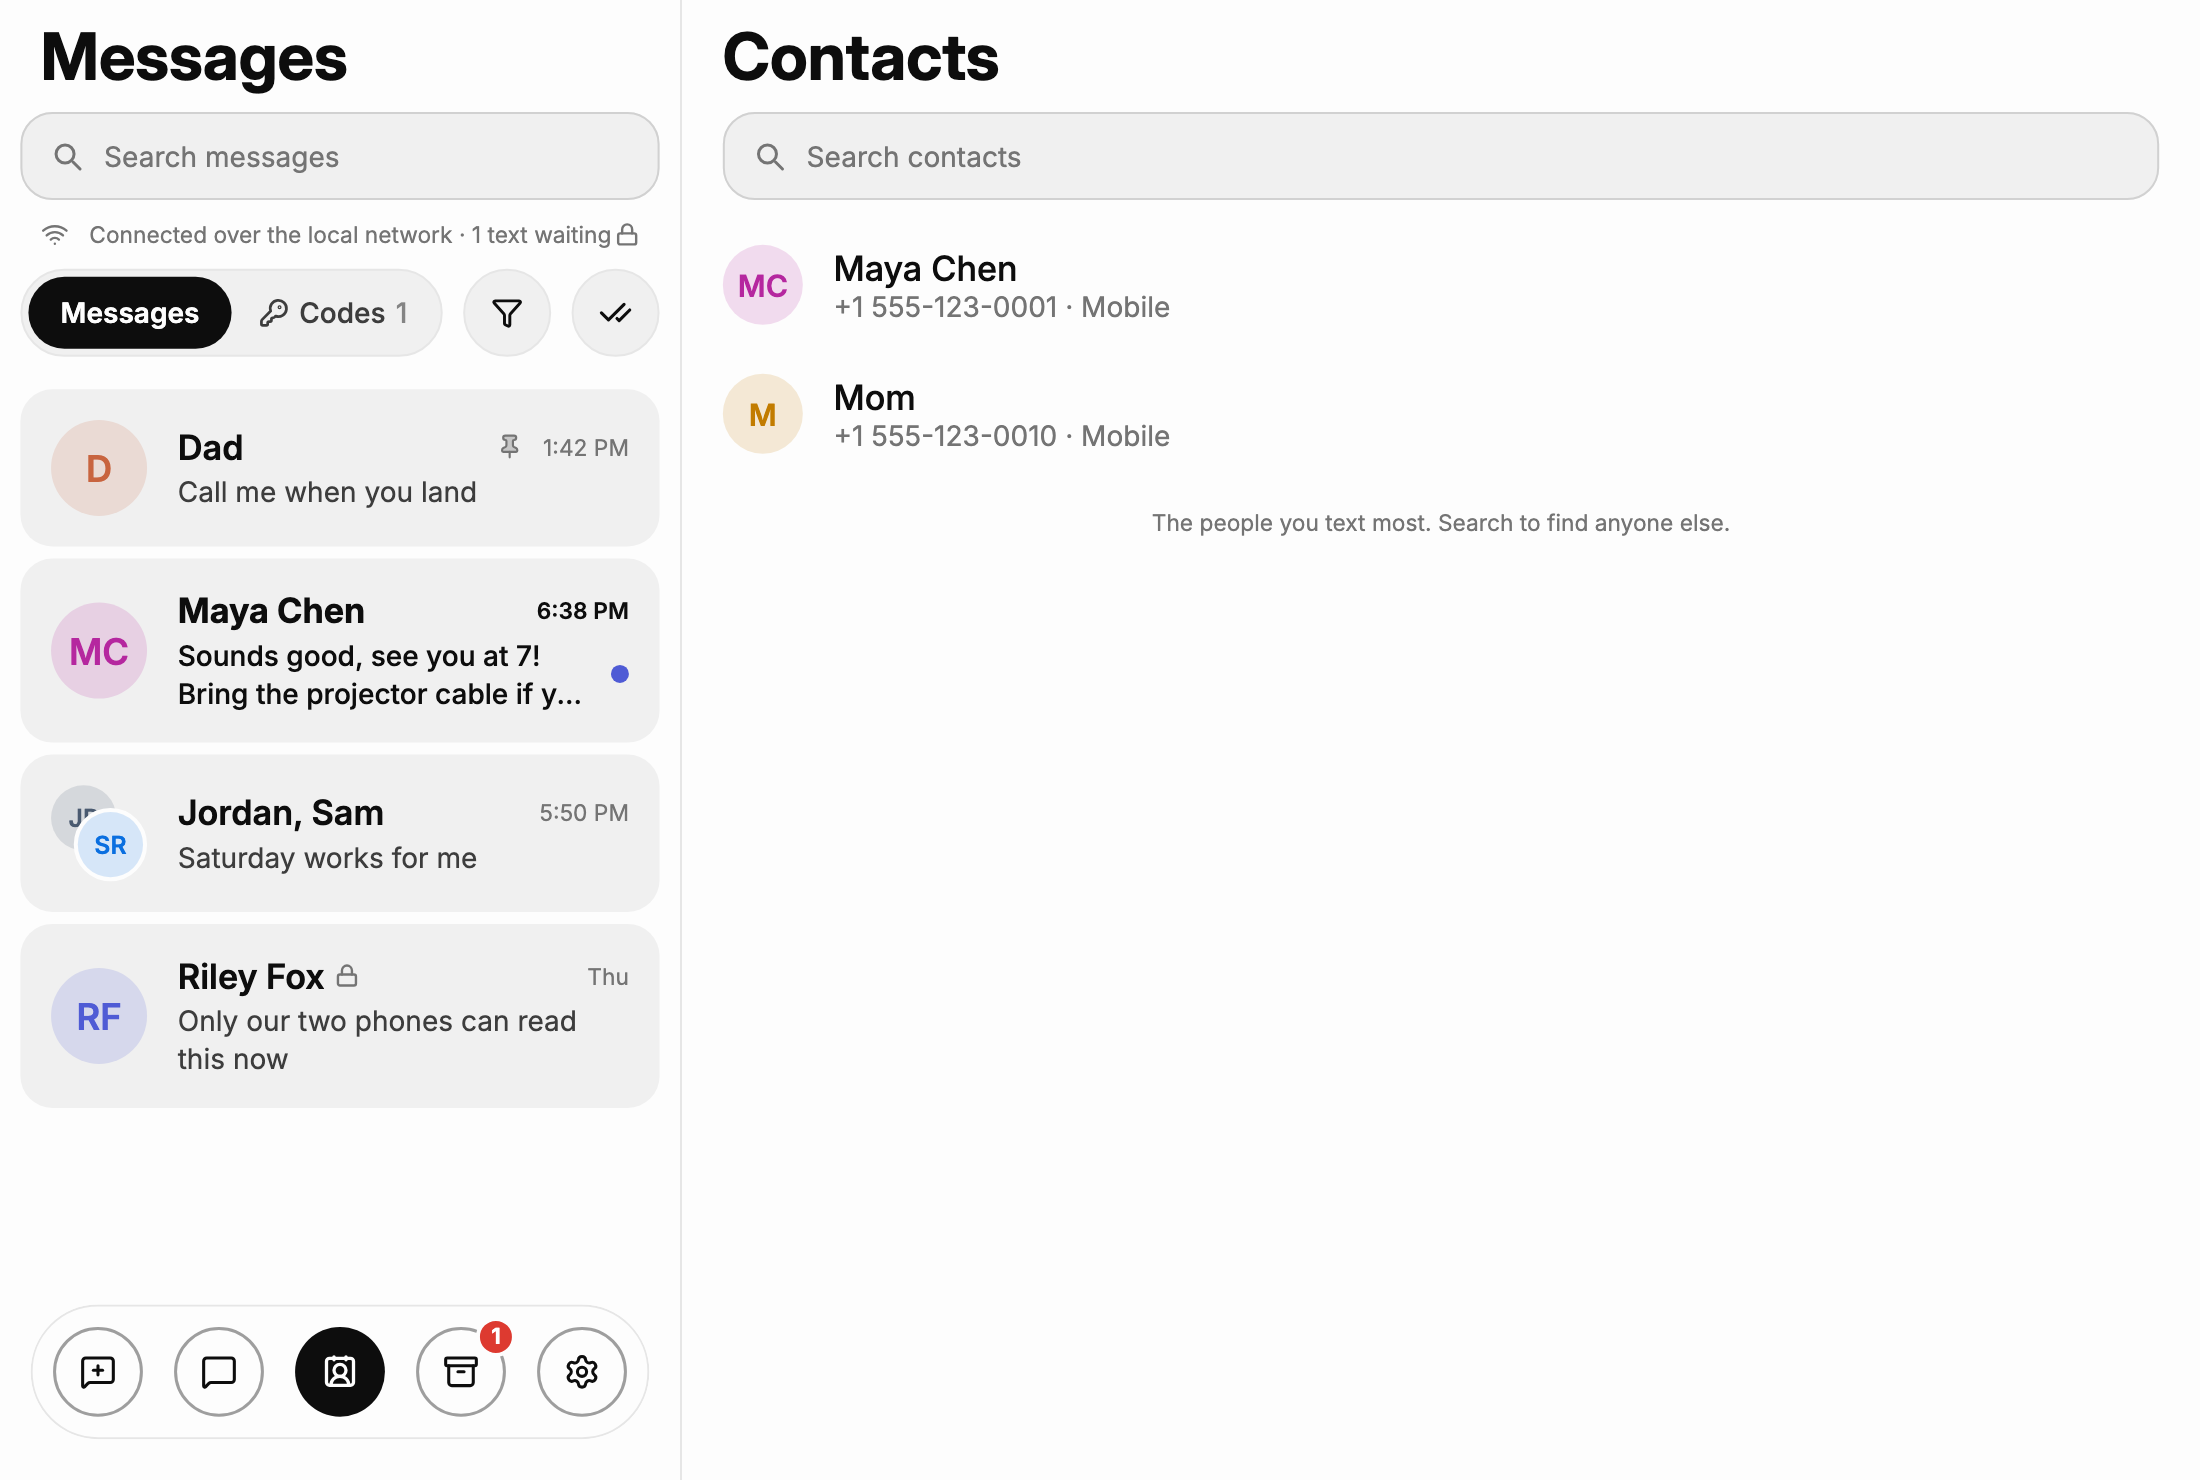 Messages
Search messages
Connected over the local network · 1 text waiting
Messages
Codes 1
D
Dad
1:42 PM
Call me when you land
MC
Maya Chen
6:38 PM
Sounds good, see you at 7!
Bring the projector cable if y...
SR
Jordan, Sam
5:50 PM
Saturday works for me
RF
Riley Fox
Thu
Only our two phones can read
this now
1
Contacts
Search contacts
MC
Maya Chen
+1 555-123-0001 · Mobile
M
Mom
+1 555-123-0010 · Mobile
The people you text most. Search to find anyone else.